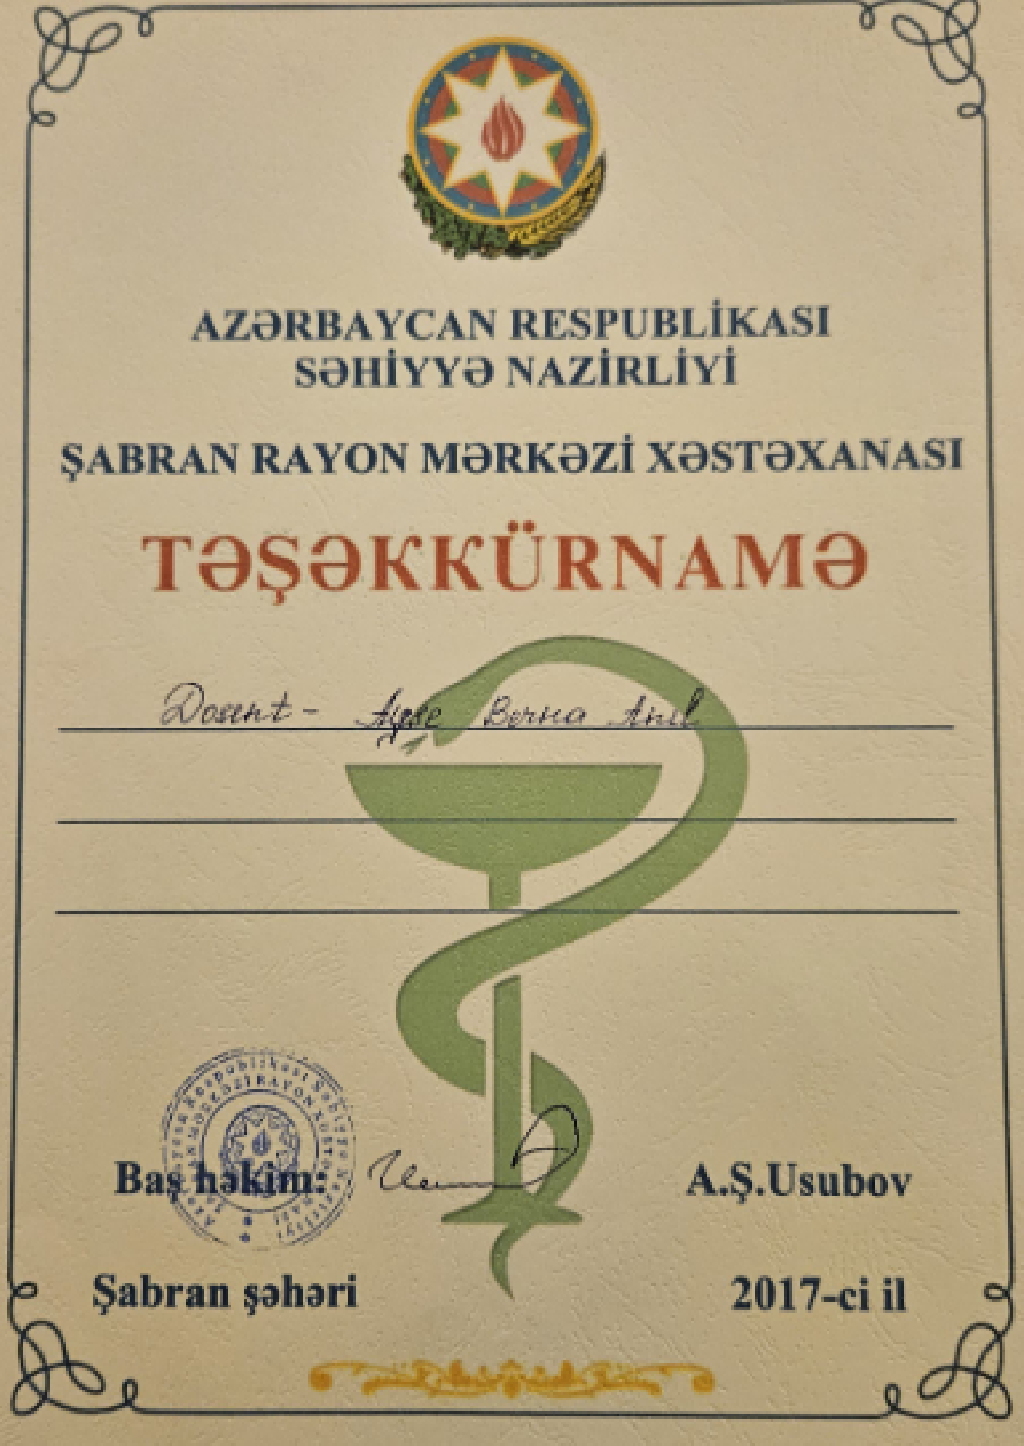 AZƏRBAYCAN RESPUBLİKASI
SƏHİYYƏ NAZİRLİYİ
ŞABRAN RAYON MƏRKƏZİ XƏSTƏXANASI
TƏŞƏKKÜRNAMƏ
Dosent - Ayşe Berna Anıl
Baş həkim:
A.Ş.Usubov
Şabran şəhəri
2017-ci il